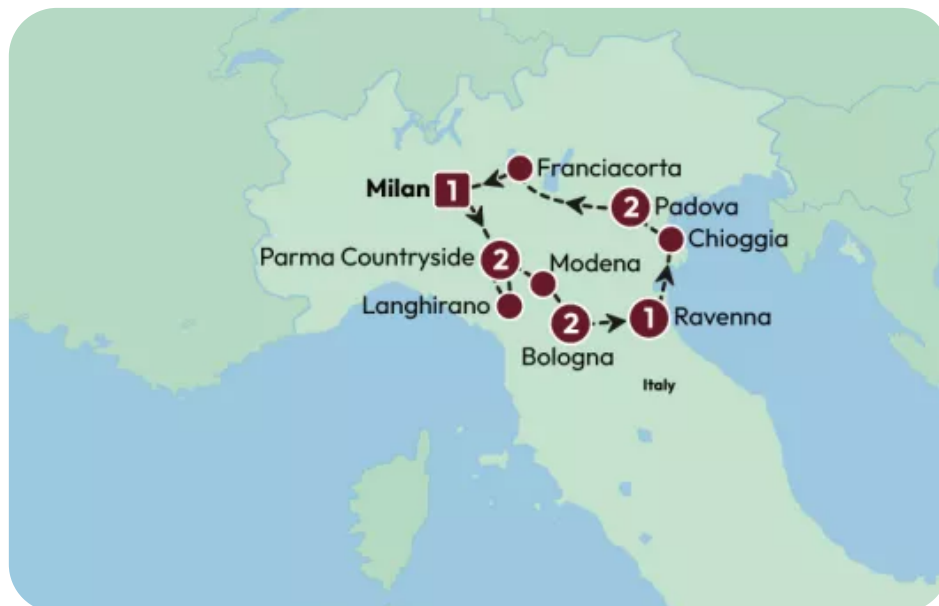 Franciacorta
Milan 1
2 Padova
Chioggia
Parma Countryside 2
Modena
Langhirano
2
1 Ravenna
Bologna
Italy